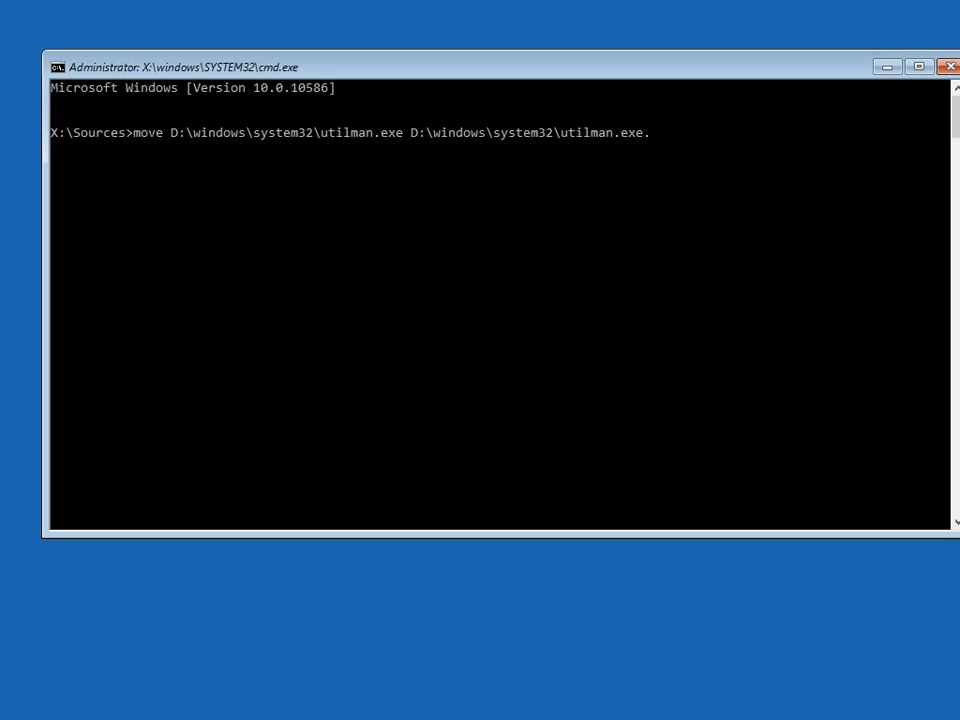 Administrator: X:\windows\SYSTEM32\cmd.exe
Microsoft Windows [Version 10.0.10586]
X:\Sources>move D:\windows\system32\utilman.exe D:\windows\system32\utilman.exe.